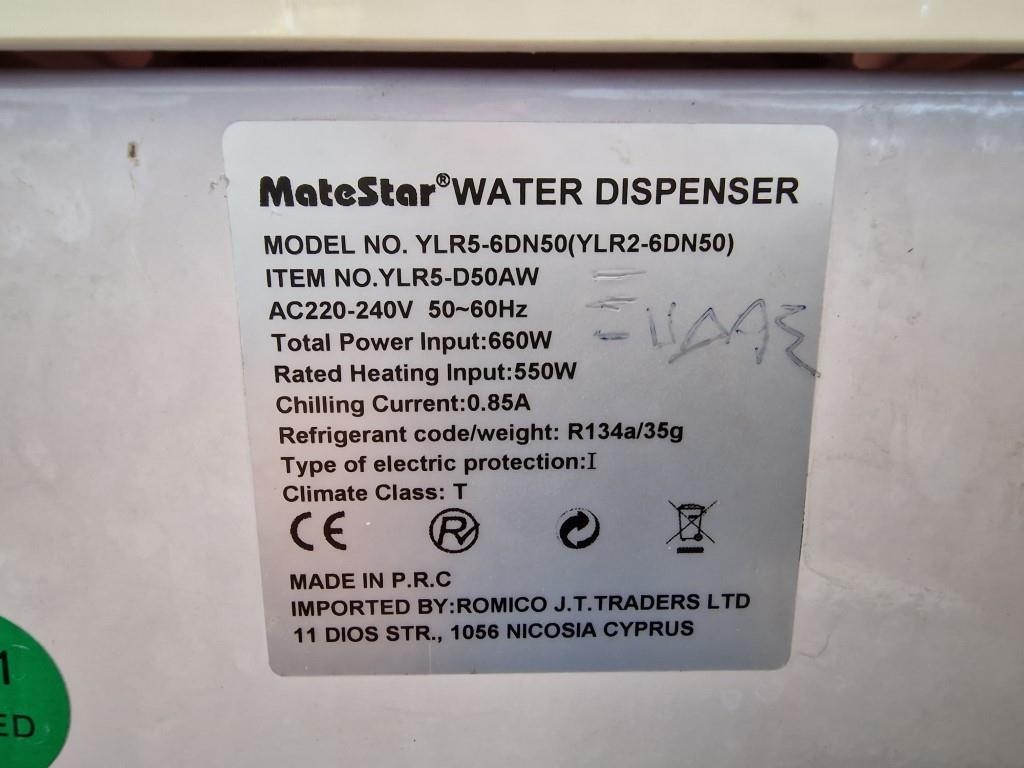 MateStar® WATER DISPENSER
MODEL NO. YLR5-6DN50(YLR2-6DN50)
ITEM NO.YLR5-D50AW
AC220-240V 50~60Hz
Total Power Input:660W
Rated Heating Input:550W
Chilling Current:0.85A
Refrigerant code/weight: R134a/35g
Type of electric protection:I
Climate Class: T
CE
MADE IN P.R.C
IMPORTED BY:ROMICO J.T.TRADERS LTD
11 DIOS STR., 1056 NICOSIA CYPRUS